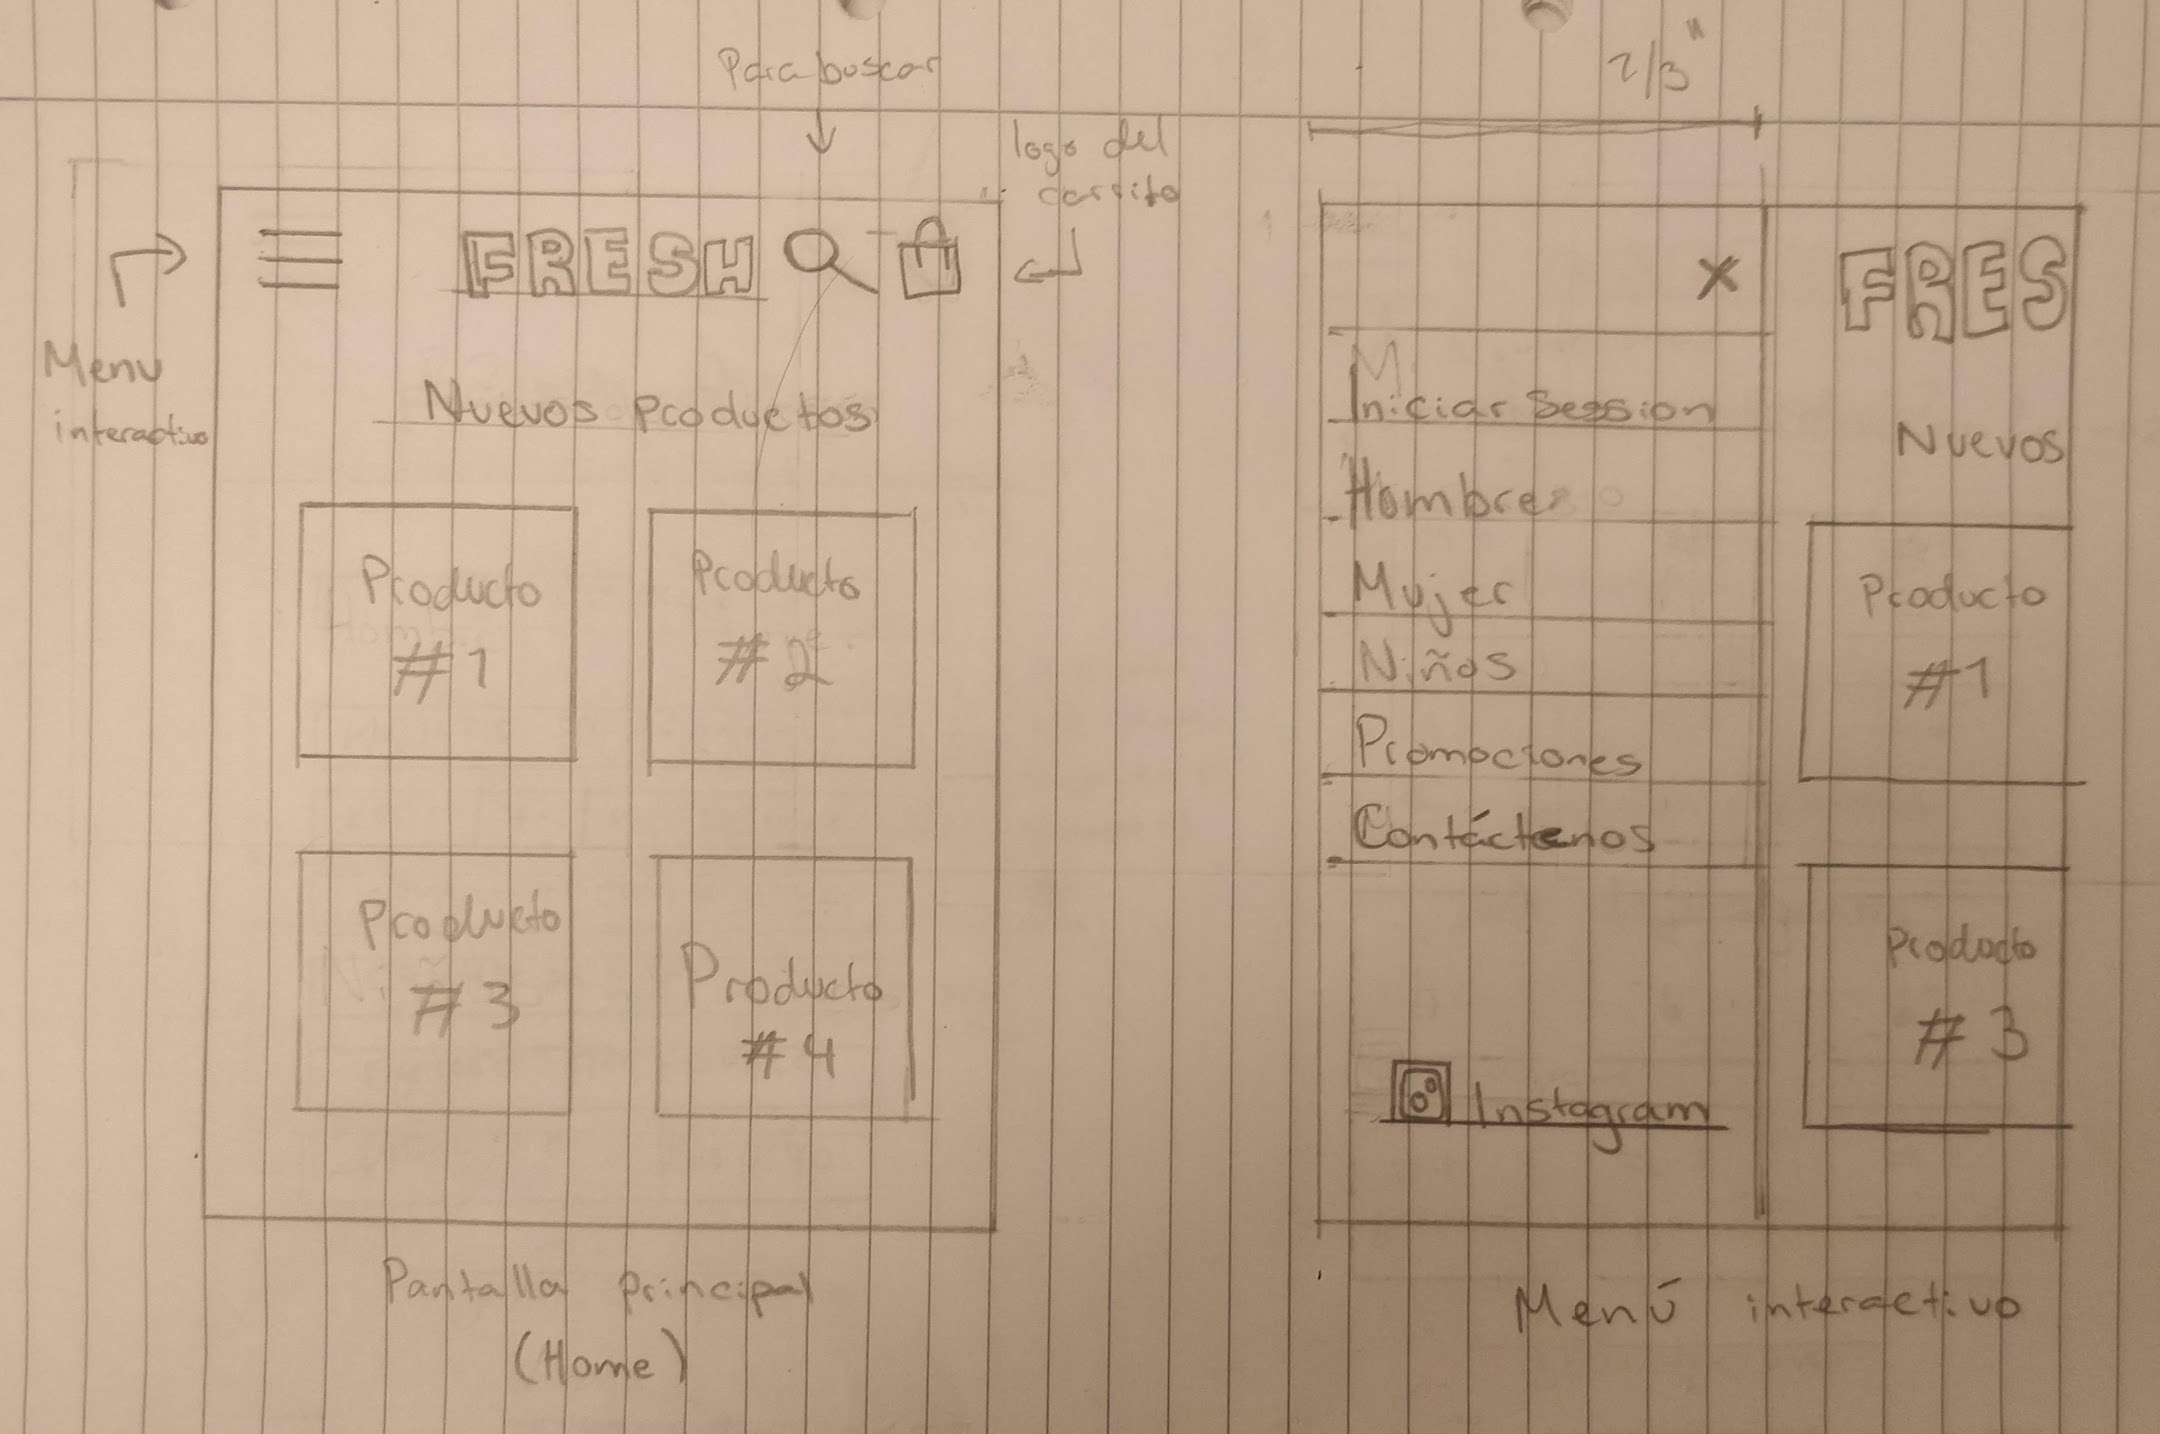 Para buscar
logo del
carrito
Menu
interactivo
FRESH
Nuevos Productos
Producto
#1
Producto
#2
Producto
#3
Producto
#4
Pantalla principal
(Home)
2/3"
X
Iniciar Session
Hombre
Mujer
Niños
Promociones
Contáctenos
Instagram
FRES
Nuevos
Producto
#1
Producto
#3
Menú interactivo